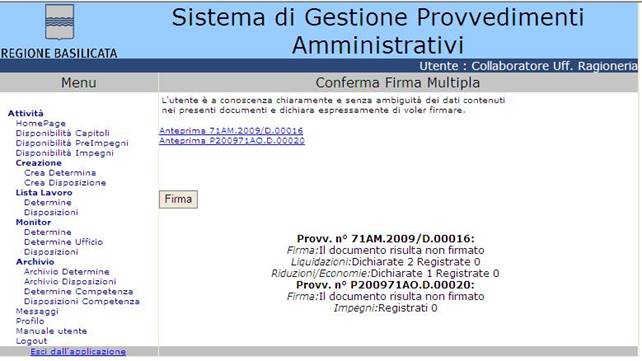 Sistema di Gestione Provvedimenti
Amministrativi
REGIONE BASILICATA
Utente : Collaboratore Uff. Ragioneria
Menu
Conferma Firma Multipla
Attività
HomePage
Disponibilità Capitoli
Disponibilità PreImpegni
Disponibilità Impegni
Creazione
Crea Determina
Crea Disposizione
Lista Lavoro
Determine
Disposizioni
Monitor
Determine
Determine Ufficio
Disposizioni
Archivio
Archivio Determine
Archivio Disposizioni
Determine Competenza
Disposizioni Competenza
Messaggi
Profilo
Manuale utente
Logout
Esci dall'applicazione
L'utente è a conoscenza chiaramente e senza ambiguità dei dati contenuti
nei presenti documenti e dichiara espressamente di voler firmare.
Anteprima 71AM.2009/D.00016
Anteprima P200971AO.D.00020
Firma
Provv. n° 71AM.2009/D.00016:
Firma:Il documento risulta non firmato
Liquidazioni:Dichiarate 2 Registrate 0
Riduzioni/Economie:Dichiarate 1 Registrate 0
Provv. n° P200971AO.D.00020:
Firma:Il documento risulta non firmato
Impegni:Registrati 0